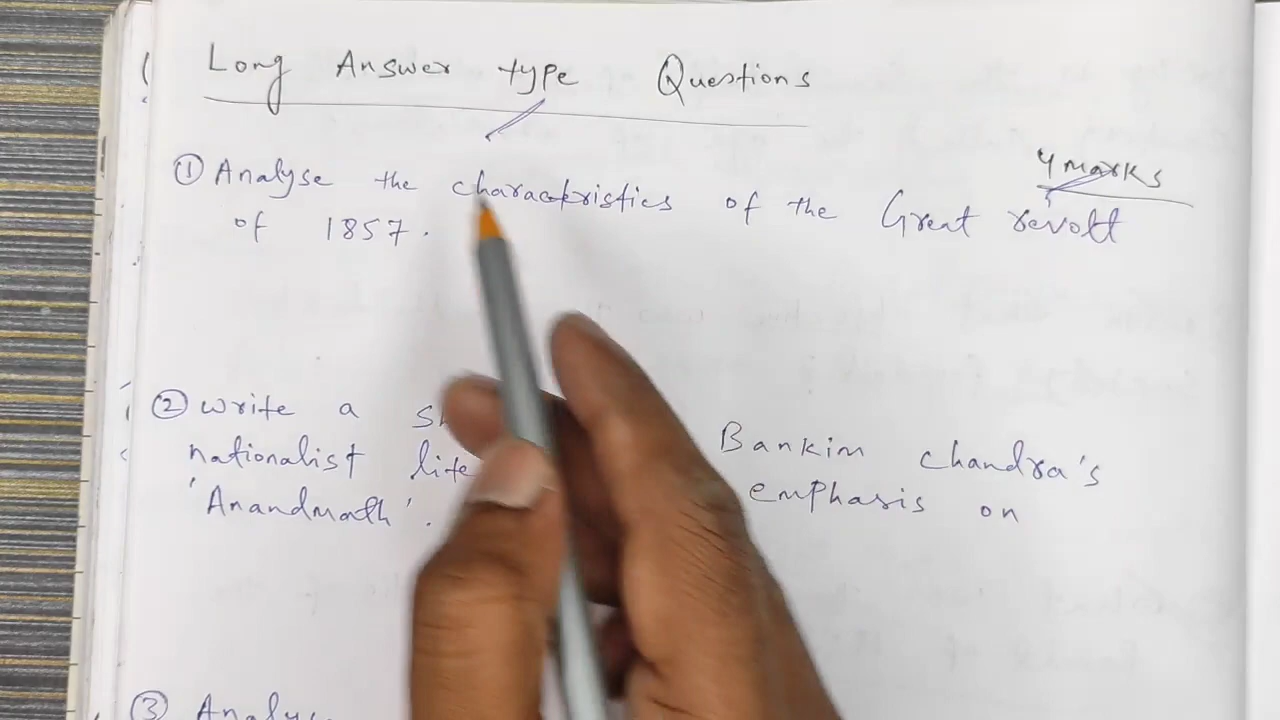 Long Answer type Questions
4 marks
① Analyse the charactristics of the Great revolt
of 1857.
② Write a Bankim Chandra's
nationalist emphasis on
'Anandmath'.
③